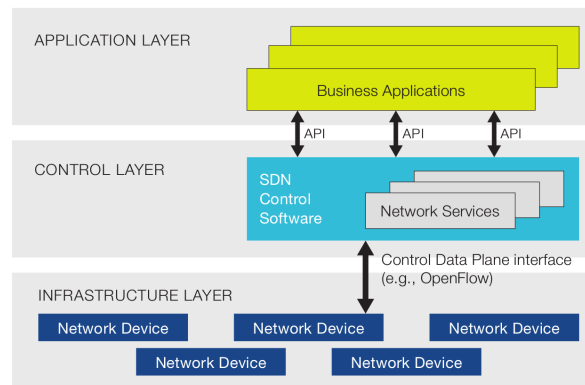 APPLICATION LAYER
Business Applications
API
API
API
CONTROL LAYER
SDN
Control
Software
Network Services
Control Data Plane interface
(e.g., OpenFlow)
INFRASTRUCTURE LAYER
Network Device
Network Device
Network Device
Network Device
Network Device